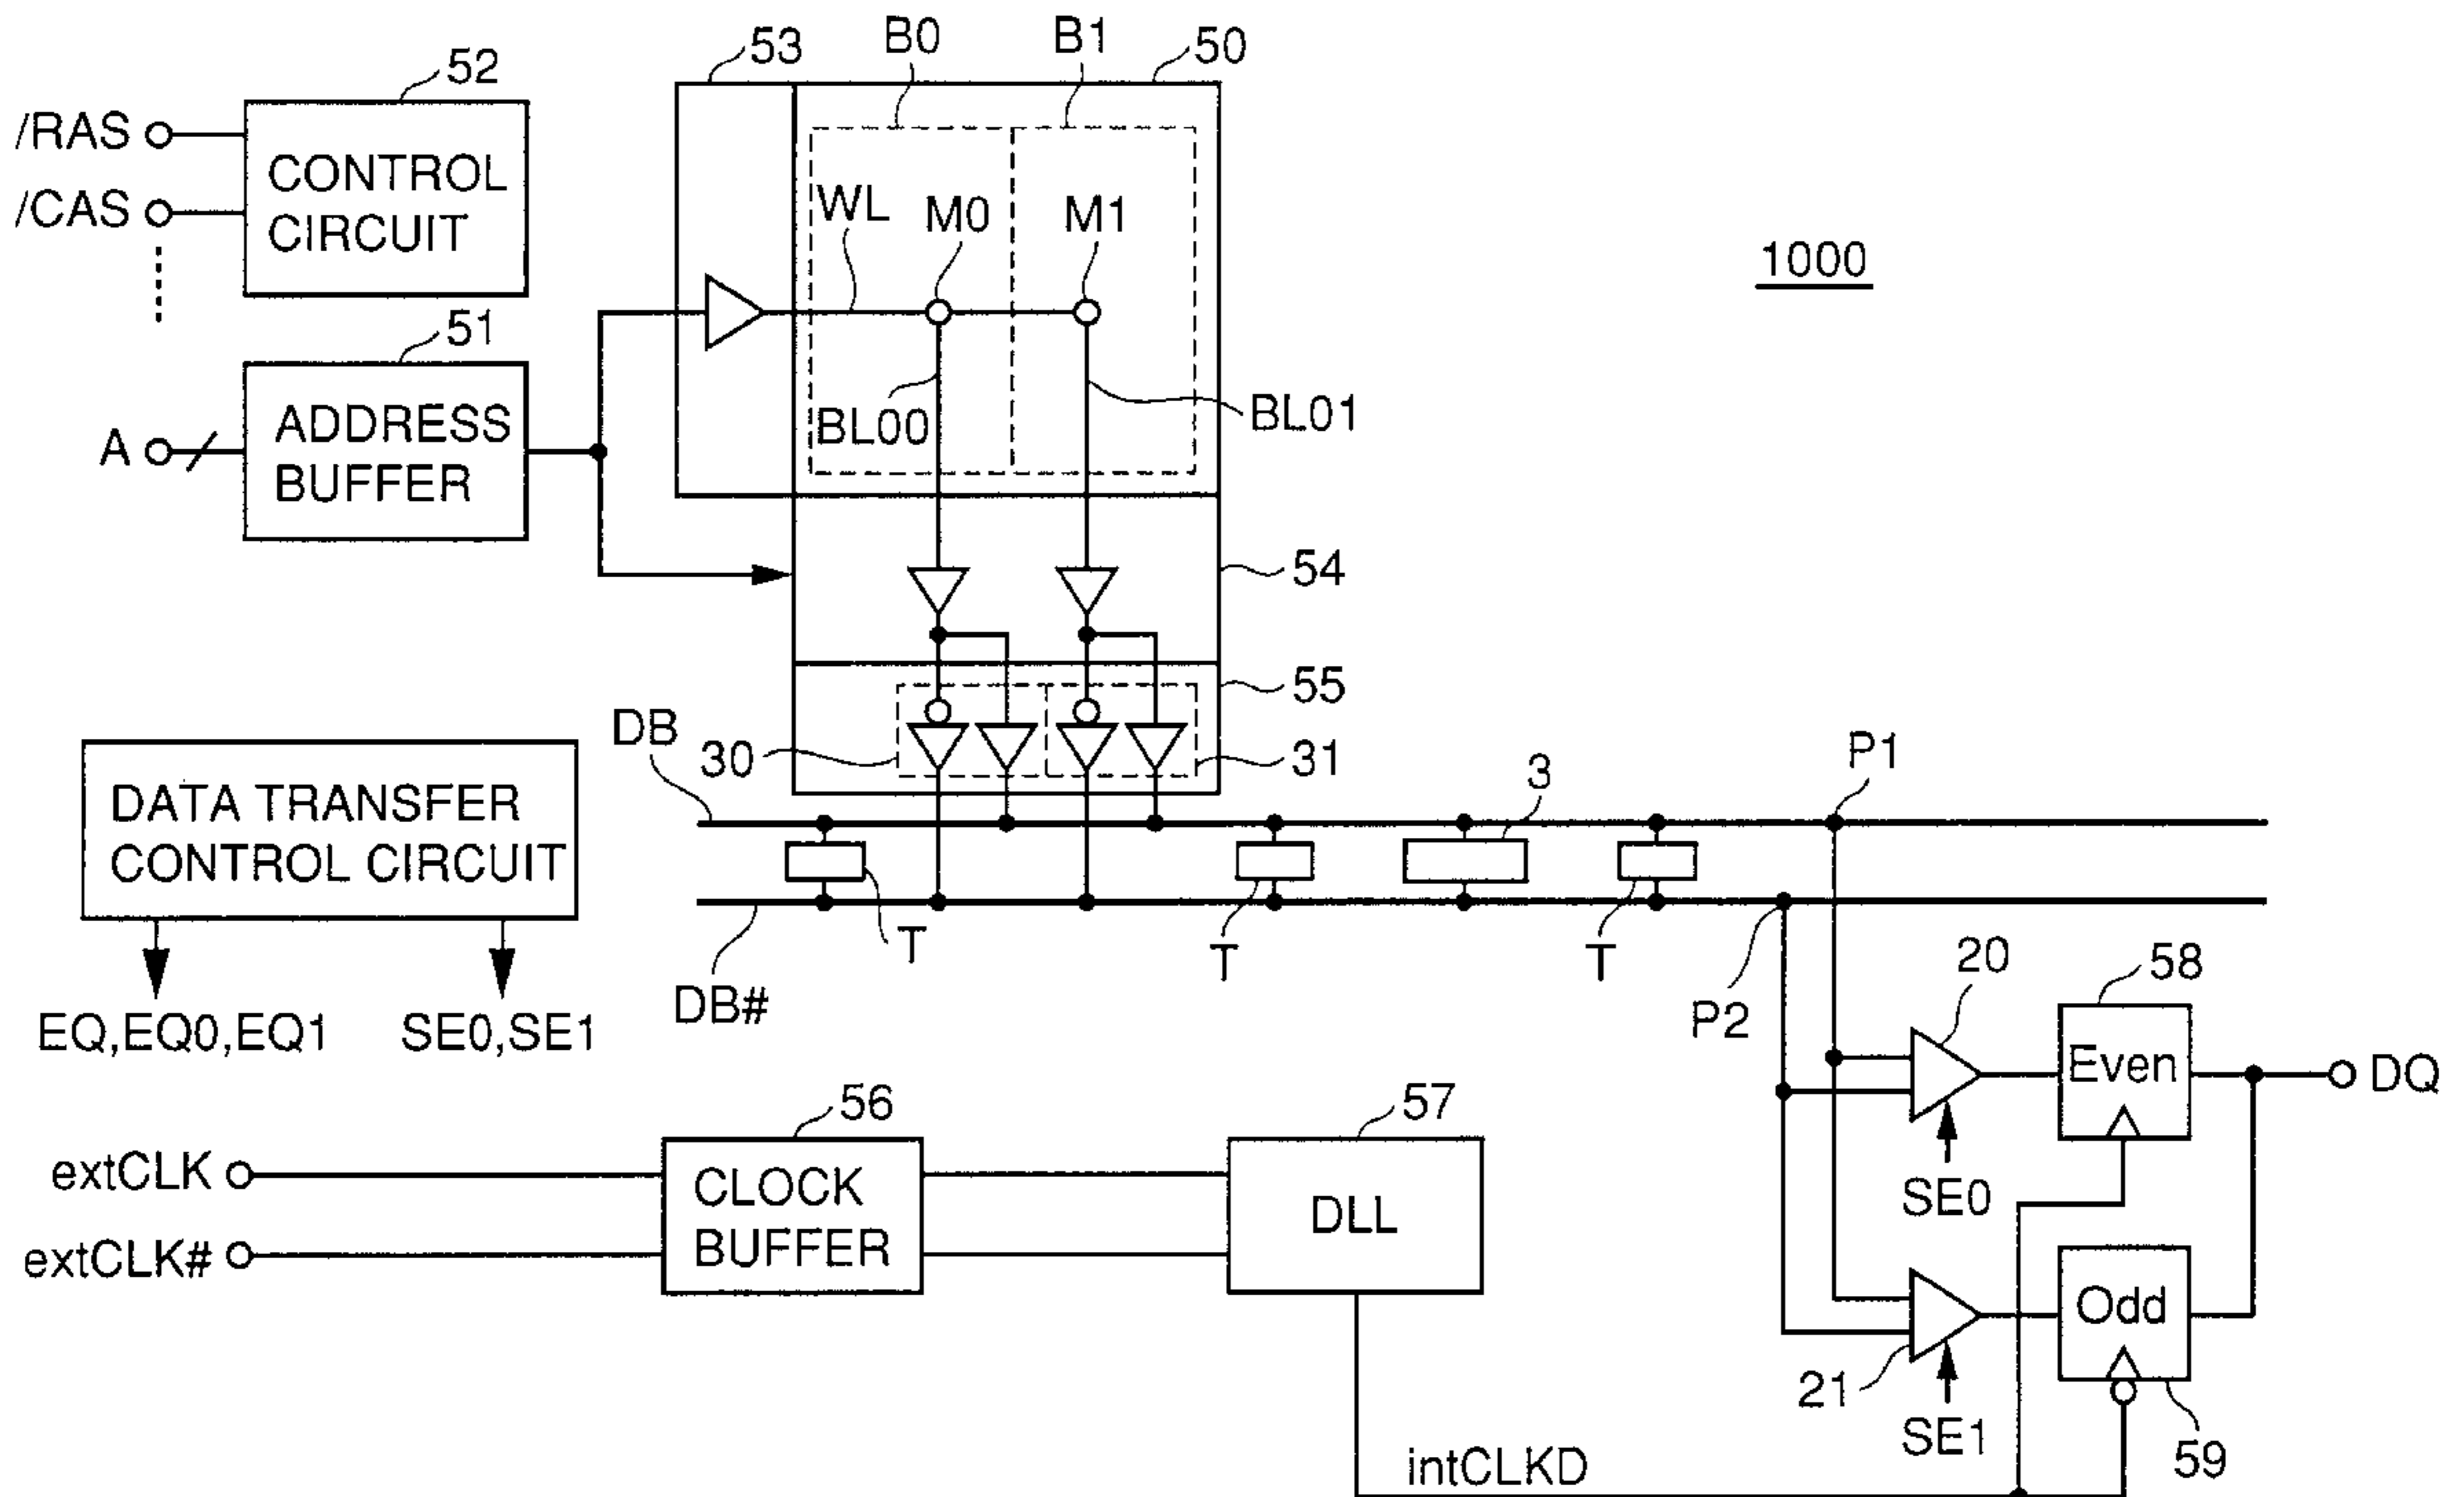 53
B0
B1
50
52
/RAS
CONTROL
CIRCUIT
/CAS
WL
M0
M1
1000
51
A
ADDRESS
BUFFER
BL00
BL01
54
55
DB
30
31
3
P1
DATA TRANSFER
CONTROL CIRCUIT
T
T
T
DB#
P2
20
58
EQ,EQ0,EQ1
SE0,SE1
Even
DQ
56
57
extCLK
CLOCK
BUFFER
DLL
SE0
extCLK#
Odd
21
SE1
59
intCLKD